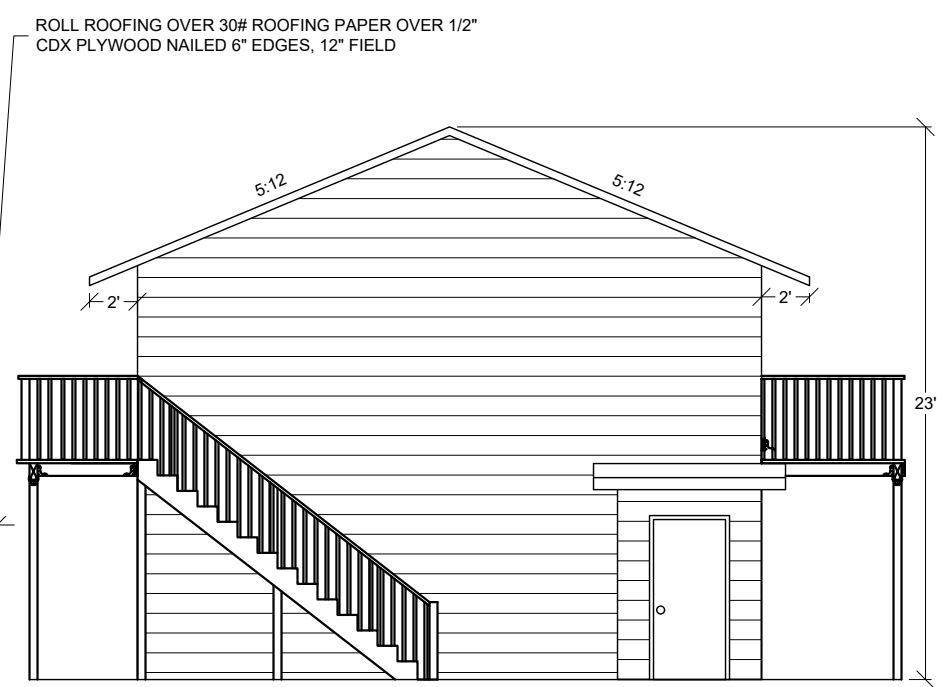 ROLL ROOFING OVER 30# ROOFING PAPER OVER 1/2"
CDX PLYWOOD NAILED 6" EDGES, 12" FIELD
5:12
5:12
2'
2'
23'